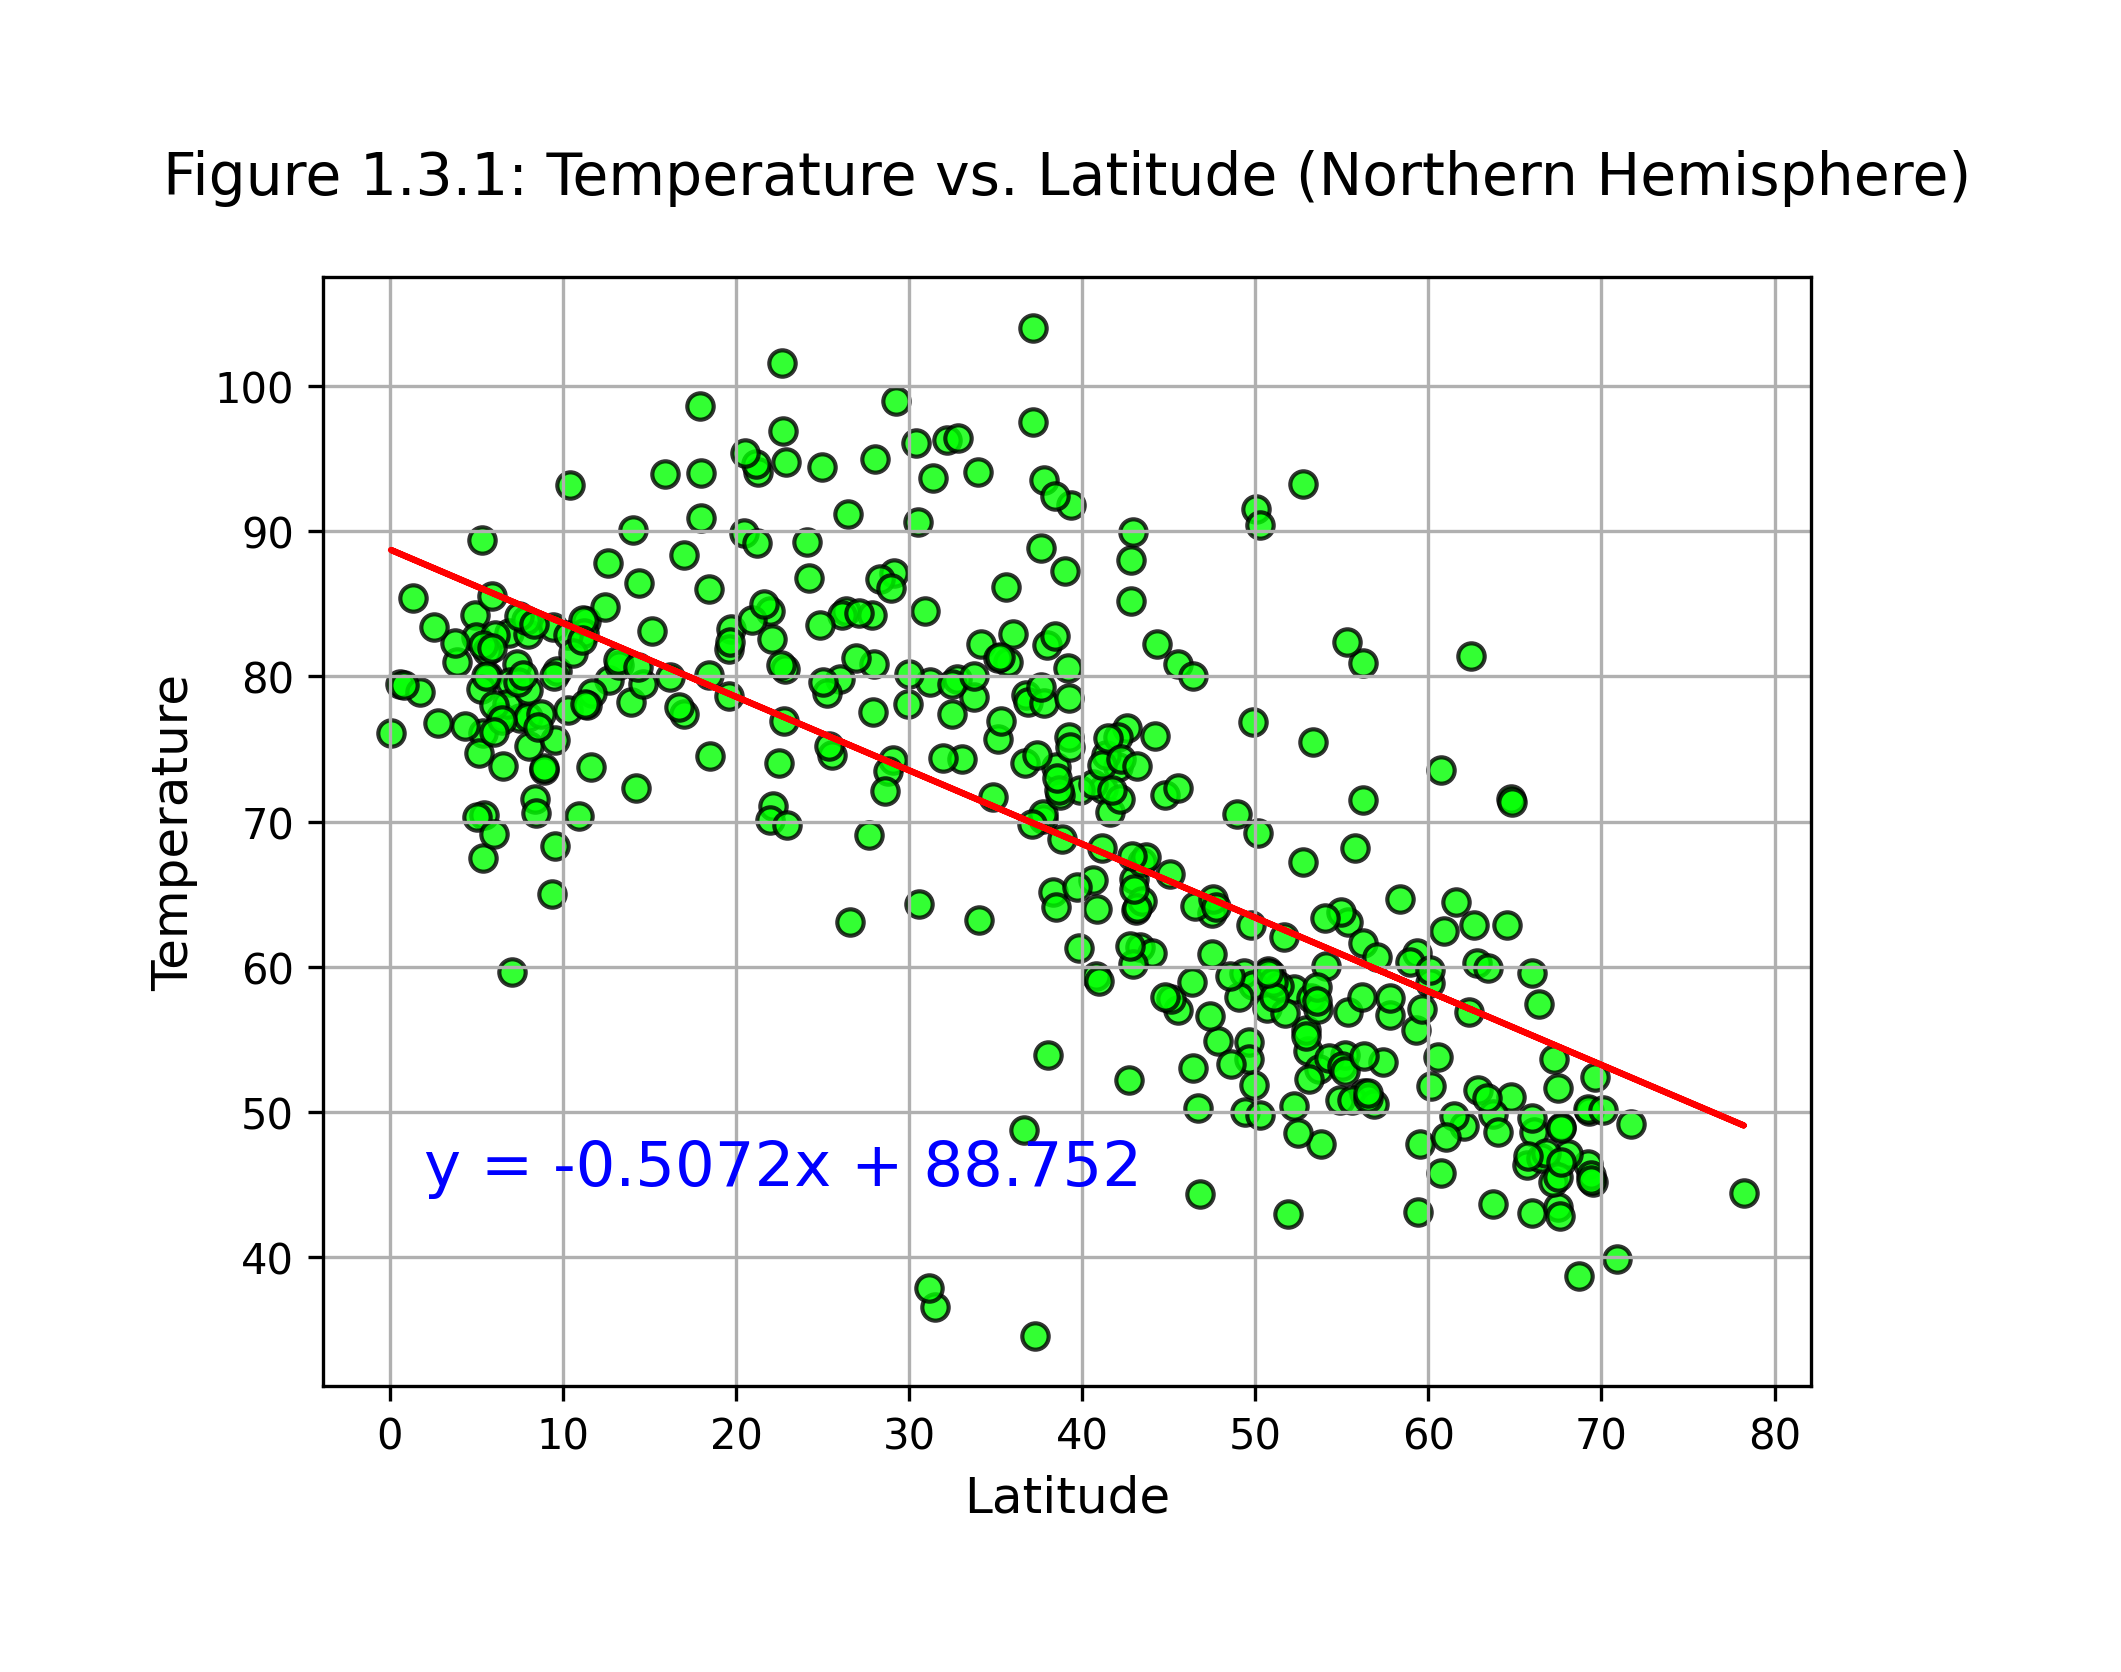 Figure 1.3.1: Temperature vs. Latitude (Northern Hemisphere)
100
90
80
70
60
50
40
Temperature
y = -0.5072x + 88.752
0 10 20 30 40 50 60 70 80
Latitude